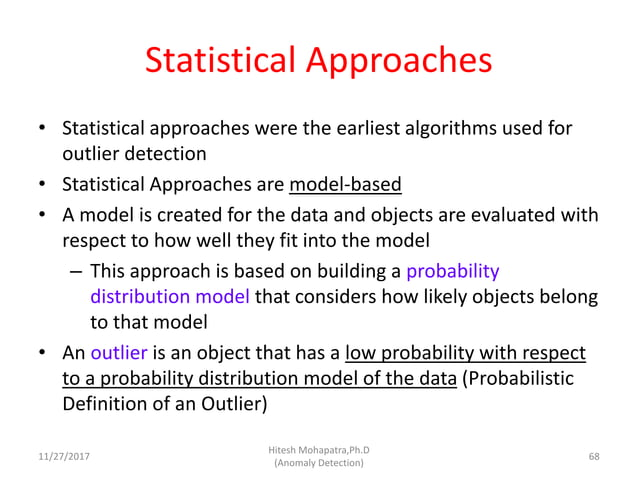 Statistical Approaches
• Statistical approaches were the earliest algorithms used for
outlier detection
• Statistical Approaches are model-based
• A model is created for the data and objects are evaluated with
respect to how well they fit into the model
– This approach is based on building a probability
distribution model that considers how likely objects belong
to that model
• An outlier is an object that has a low probability with respect
to a probability distribution model of the data (Probabilistic
Definition of an Outlier)
11/27/2017
Hitesh Mohapatra,Ph.D
(Anomaly Detection)
68